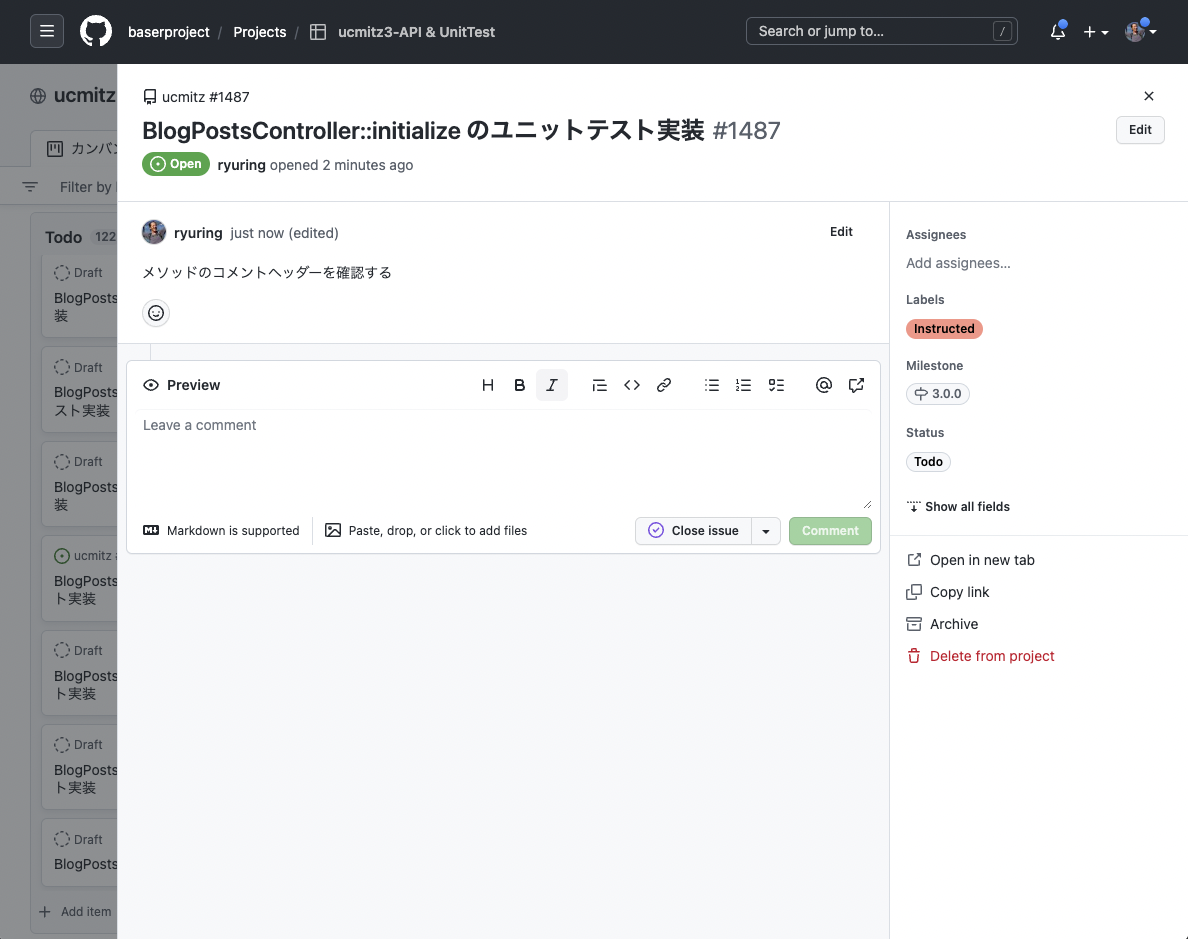 baserproject / Projects / ucmitz3-API & UnitTest
Search or jump to... /
ucmitz
カンバン
Filter by
Todo 122
Draft
BlogPosts
装
Draft
BlogPosts
スト実装
Draft
BlogPosts
装
ucmitz
BlogPosts
ト実装
Draft
BlogPosts
ト実装
Draft
BlogPosts
ト実装
Draft
BlogPosts
Add item
ucmitz #1487
BlogPostsController::initialize のユニットテスト実装 #1487
Edit
Open ryuring opened 2 minutes ago
ryuring just now (edited)
Edit
メソッドのコメントヘッダーを確認する
Preview
Leave a comment
Markdown is supported
Paste, drop, or click to add files
Close issue
Comment
Assignees
Add assignees...
Labels
Instructed
Milestone
3.0.0
Status
Todo
Show all fields
Open in new tab
Copy link
Archive
Delete from project